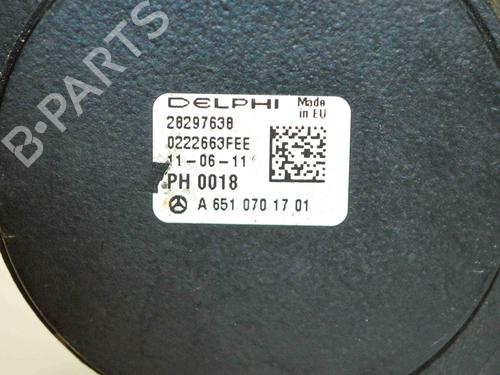 B-PARTS
DELPHI Made
in EU
28297638
0222663FEE
11-06-11
PH 0018
A 651 070 17 01